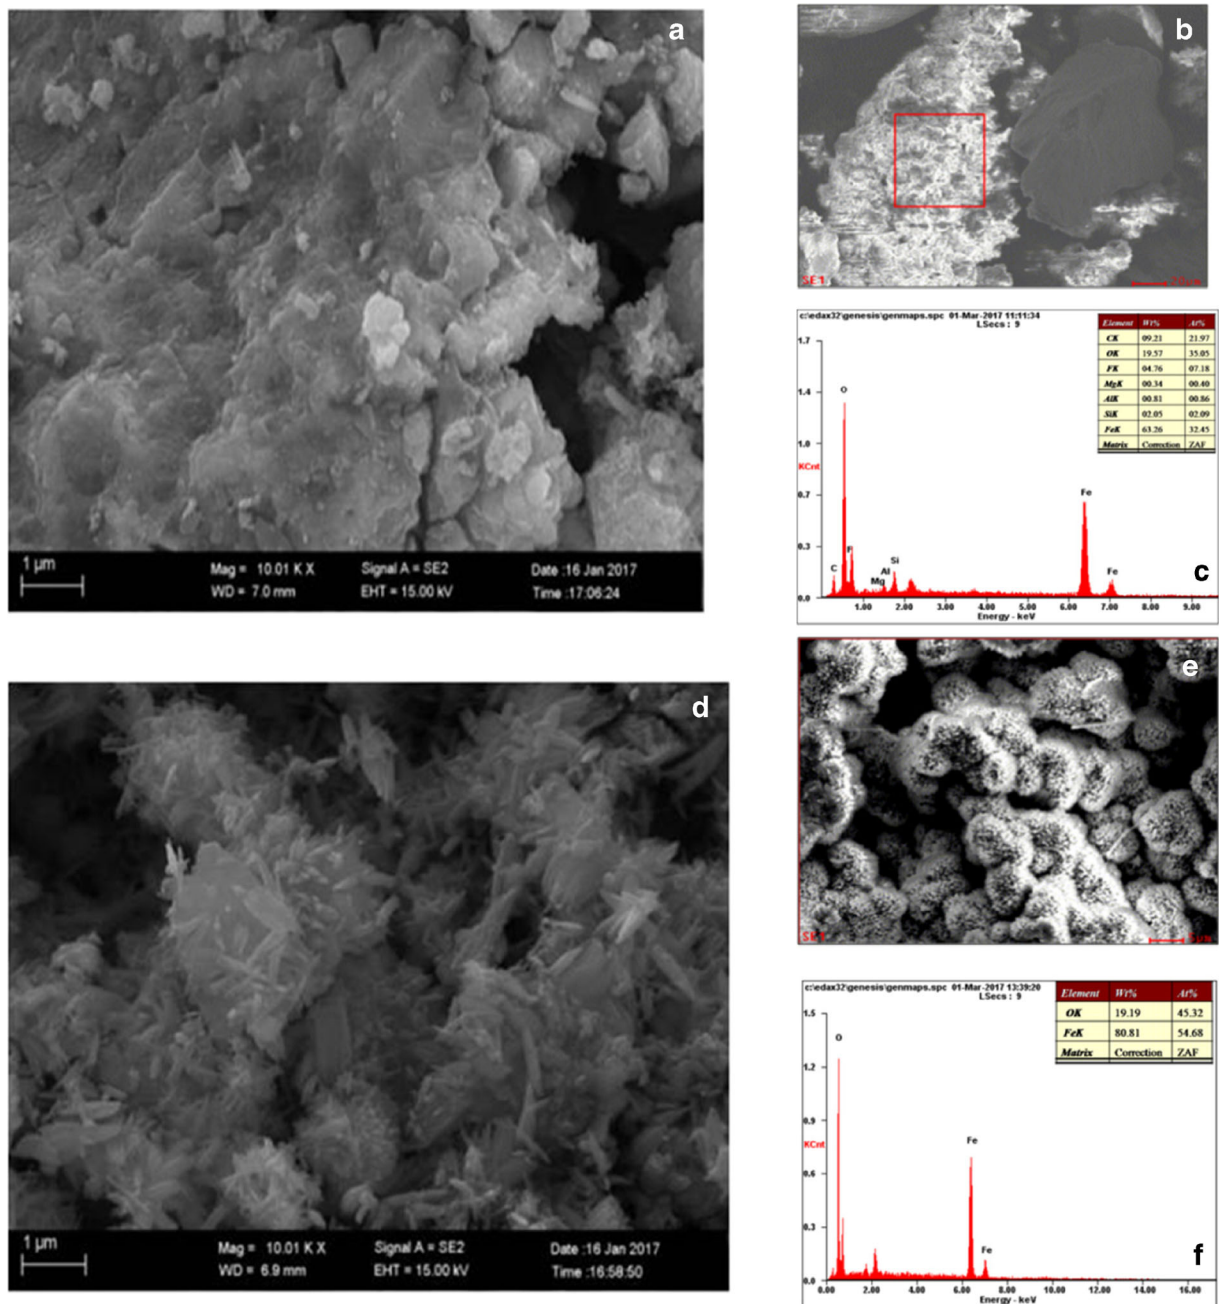 a
1 µm
Mag = 10.01 K X
Signal A = SE2
Date :16 Jan 2017
WD = 7.0 mm
EHT = 15.00 kV
Time :17:06:24
b
SE1
20µm
c:\edax32\genesis\genmaps.spc 01-Mar-2017 11:11:34
LSecs : 9
Element Wt% At%
CK 09.21 21.97
OK 19.57 35.05
FK 04.76 07.18
MgK 00.34 00.40
AlK 00.81 00.86
SiK 02.05 02.09
FeK 63.26 32.45
Matrix Correction ZAF
1.7
1.4
1.0
KCnt
0.7
0.3
0.0
O
C
F
Mg
Al
Si
Fe
Fe
c
1.00 2.00 3.00 4.00 5.00 6.00 7.00 8.00 9.00
Energy - keV
d
1 µm
Mag = 10.01 K X
Signal A = SE2
Date :16 Jan 2017
WD = 6.9 mm
EHT = 15.00 kV
Time :16:58:50
e
SE1
5µm
c:\edax32\genesis\genmaps.spc 01-Mar-2017 13:39:20
LSecs : 9
Element Wt% At%
OK 19.19 45.32
FeK 80.81 54.68
Matrix Correction ZAF
1.5
1.2
0.9
KCnt
0.6
0.3
0.0
O
Fe
Fe
f
0.00 2.00 4.00 6.00 8.00 10.00 12.00 14.00 16.00
Energy - keV